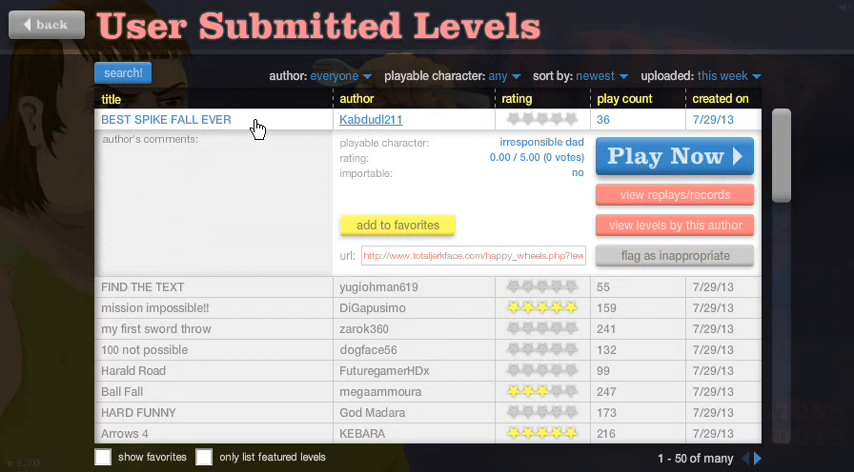 back
User Submitted Levels
search!
author: everyone playable character: any sort by: newest uploaded: this week
title author rating play count created on
BEST SPIKE FALL EVER Kabdudl211 36 7/29/13
author's comments:
playable character: irresponsible dad
rating: 0.00 / 5.00 (0 votes)
importable: no
Play Now
view replays/records
add to favorites
view levels by this author
url: http://www.totaljerkface.com/happy_wheels.php?lev
flag as inappropriate
FIND THE TEXT yugiohman619 55 7/29/13
mission impossible!! DiGapusimo 159 7/29/13
my first sword throw zarok360 241 7/29/13
100 not possible dogface56 132 7/29/13
Harald Road FuturegamerHDx 99 7/29/13
Ball Fall megaammoura 247 7/29/13
HARD FUNNY God Madara 173 7/29/13
Arrows 4 KEBARA 216 7/29/13
show favorites only list featured levels 1 - 50 of many